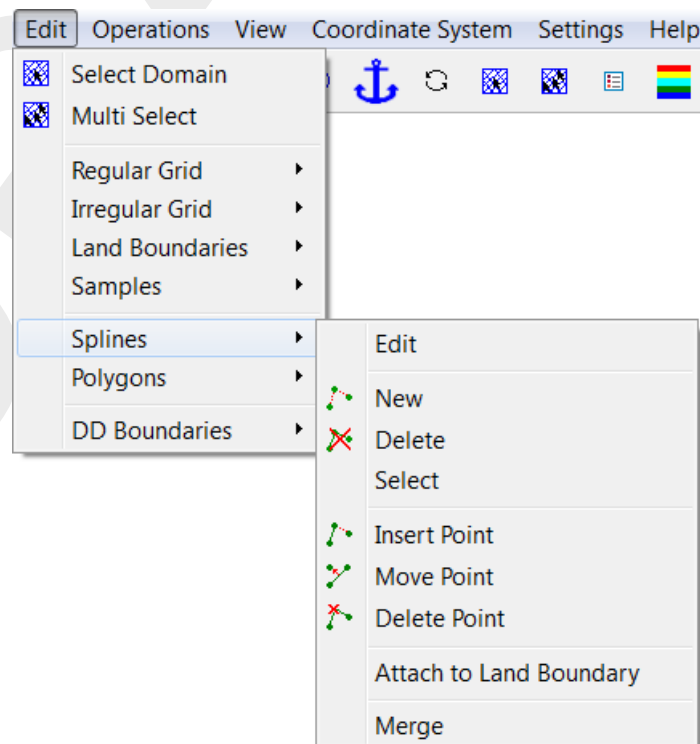 Edit Operations View Coordinate System Settings Help
Select Domain
Multi Select
Regular Grid
Irregular Grid
Land Boundaries
Samples
Splines
Polygons
DD Boundaries
Edit
New
Delete
Select
Insert Point
Move Point
Delete Point
Attach to Land Boundary
Merge